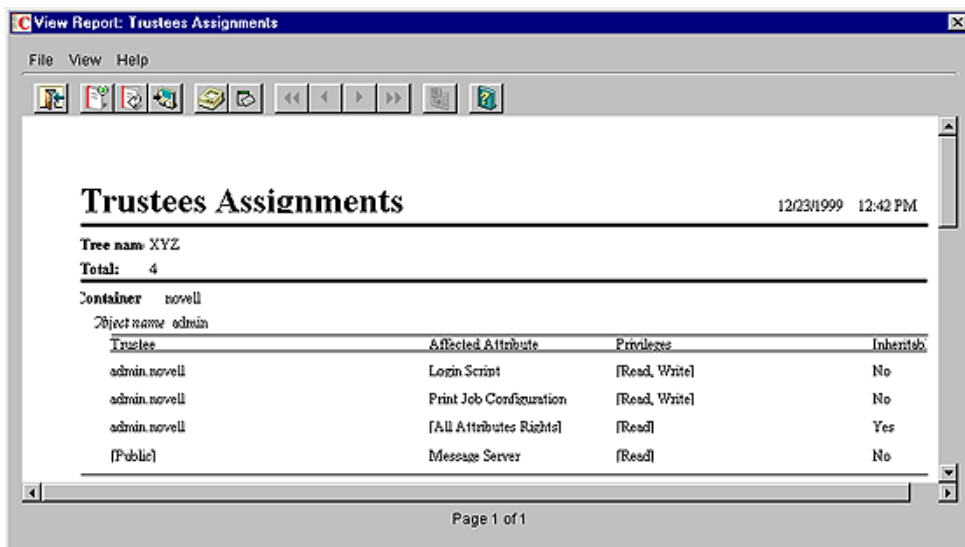 View Report: Trustees Assignments
File View Help
Trustees Assignments 12/23/1999 12:42 PM
Tree nam XYZ
Total: 4
Container novell
Object name admin
Trustee Affected Attribute Privileges Inheritab
admin.novell Login Script [Read, Write] No
admin.novell Print Job Configuration [Read, Write] No
admin.novell [All Attributes Rights] [Read] Yes
[Public] Message Server [Read] No
Page 1 of 1